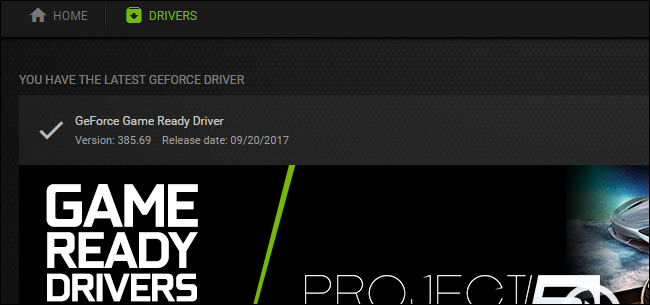 HOME DRIVERS
YOU HAVE THE LATEST GEFORCE DRIVER
GeForce Game Ready Driver
Version: 385.69 Release date: 09/20/2017
GAME
READY
DRIVERS
PROJECT